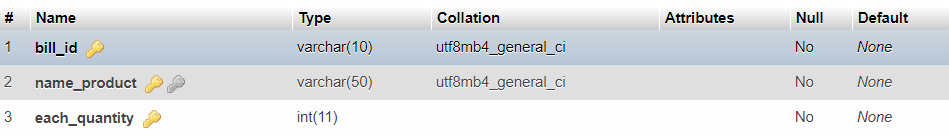 # Name Type Collation Attributes Null Default
1 bill_id varchar(10) utf8mb4_general_ci No None
2 name_product varchar(50) utf8mb4_general_ci No None
3 each_quantity int(11) No None